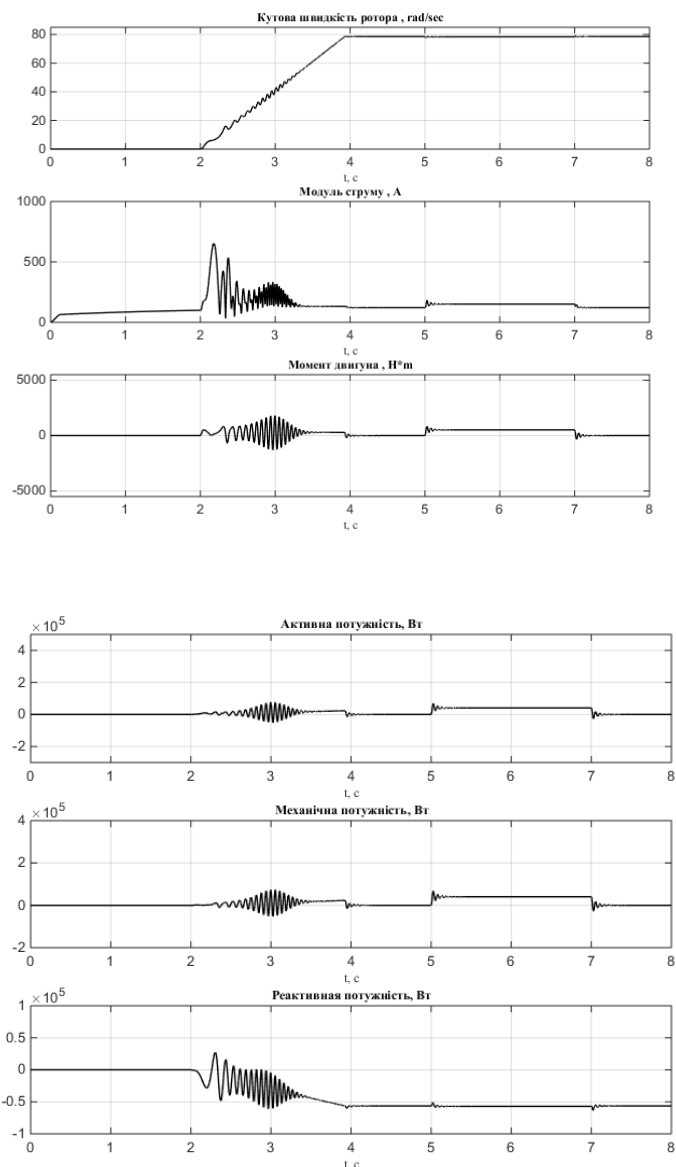 Кутова швидкість ротора , rad/sec
80
60
40
20
0
0 1 2 3 4 5 6 7 8
t, c
Модуль струму , А
1000
500
0
0 1 2 3 4 5 6 7 8
t, c
Момент двигуна , Н*m
5000
0
-5000
0 1 2 3 4 5 6 7 8
t, c
Активна потужність, Вт
×10^5
4
2
0
-2
0 1 2 3 4 5 6 7 8
t, c
Механічна потужність, Вт
×10^5
4
2
0
-2
0 1 2 3 4 5 6 7 8
t, c
Реактивная потужність, Вт
×10^5
1
0.5
0
-0.5
-1
0 1 2 3 4 5 6 7 8
t, c